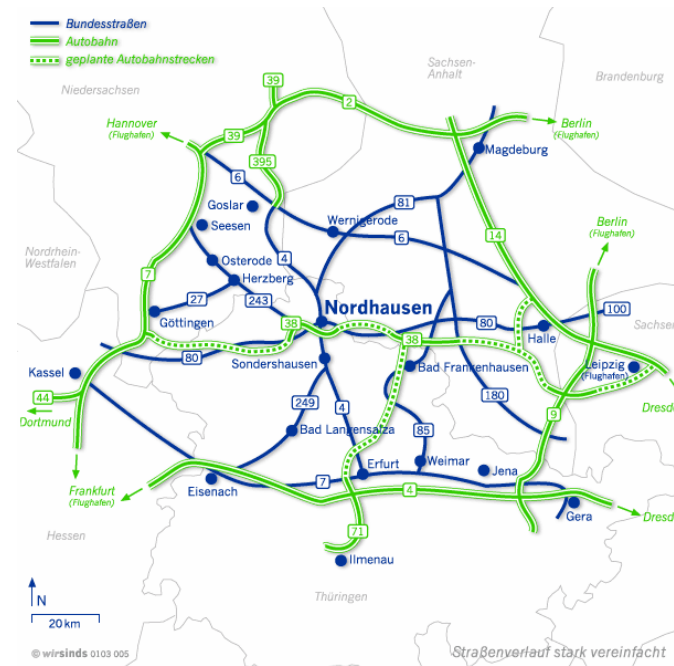 Bundesstraßen
Autobahn
geplante Autobahnstrecken
Sachsen-
Anhalt
Brandenburg
Niedersachsen
39
2
Hannover
(Flughafen)
39
Berlin
(Flughafen)
395
Magdeburg
6
Goslar
81
Wernigerode
Seesen
Berlin
(Flughafen)
14
6
Nordrhein-
Westfalen
Osterode
4
7
Herzberg
27
243
Nordhausen
100
Göttingen
38
80
Sachse
38
Halle
80
Sondershausen
Kassel
Bad Frankenhausen
Leipzig
(Flughafen)
44
249
4
180
Dresd
Dortmund
9
Bad Langensalza
85
Erfurt
Weimar
Jena
Eisenach
7
4
Frankfurt
(Flughafen)
Gera
Dresd
71
Hessen
Ilmenau
N
Thüringen
20 km
© wirsinds 0103 005
Straßenverlauf stark vereinfacht